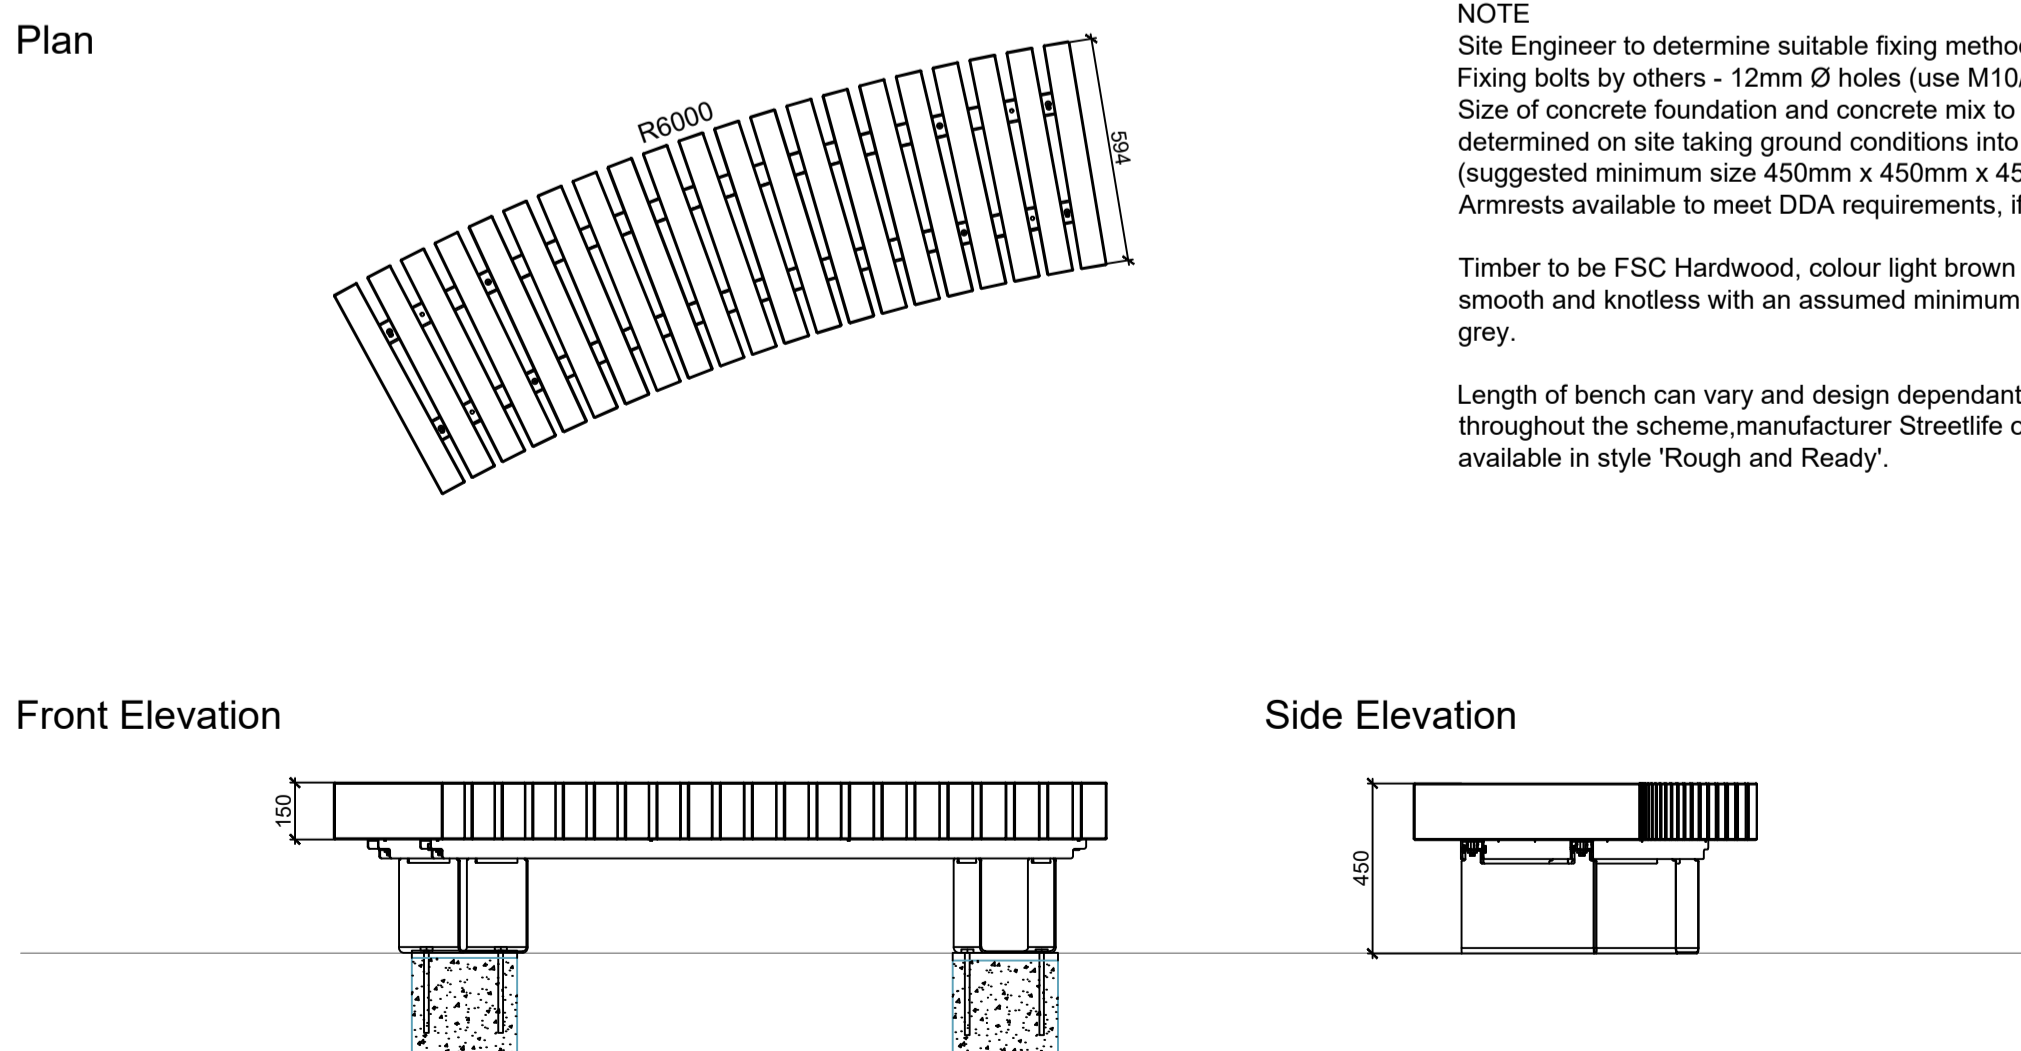 Plan
R6000
594
NOTE
Site Engineer to determine suitable fixing
Fixing bolts by others - 12mm Ø holes (use
Size of concrete foundation and concrete mix to
determined on site taking ground conditions into
(suggested minimum size 450mm x 450mm x
Armrests available to meet DDA requirements,
Timber to be FSC Hardwood, colour light brown
smooth and knotless with an assumed minimum
grey.
Length of bench can vary and design dependant
throughout the scheme,manufacturer Streetlife
available in style 'Rough and Ready'.
Front Elevation
150
Side Elevation
450